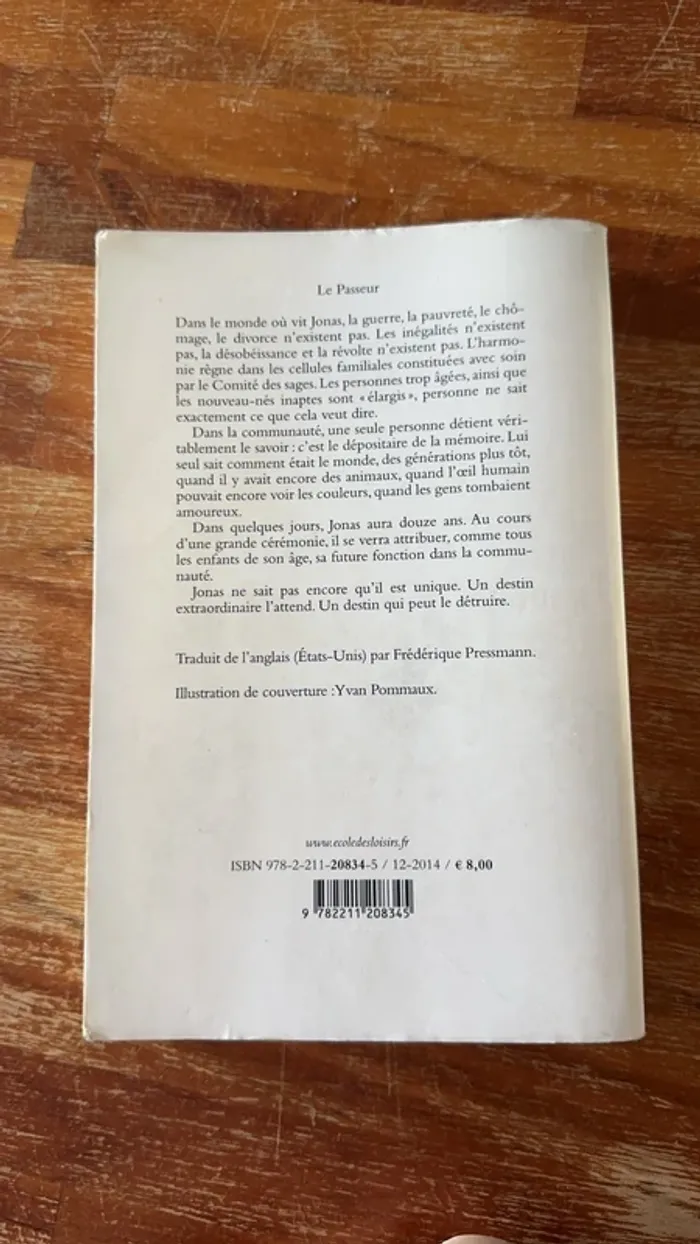 Le Passeur
Dans le monde où vit Jonas, la guerre, la pauvreté, le chô-
mage, le divorce n'existent pas. Les inégalités n'existent
pas, la désobéissance et la révolte n'existent pas. L'harmo-
nie règne dans les cellules familiales constituées avec soin
par le Comité des sages. Les personnes trop âgées, ainsi que
les nouveau-nés inaptes sont « élargis », personne ne sait
exactement ce que cela veut dire.
Dans la communauté, une seule personne détient véri-
tablement le savoir : c'est le dépositaire de la mémoire. Lui
seul sait comment était le monde, des générations plus tôt,
quand il y avait encore des animaux, quand l'œil humain
pouvait encore voir les couleurs, quand les gens tombaient
amoureux.
Dans quelques jours, Jonas aura douze ans. Au cours
d'une grande cérémonie, il se verra attribuer, comme tous
les enfants de son âge, sa future fonction dans la commu-
nauté.
Jonas ne sait pas encore qu'il est unique. Un destin
extraordinaire l'attend. Un destin qui peut le détruire.
Traduit de l'anglais (États-Unis) par Frédérique Pressmann.
Illustration de couverture :Yvan Pommaux.
www.ecoledesloisirs.fr
ISBN 978-2-211-20834-5 / 12-2014 / € 8,00
9 782211 208345